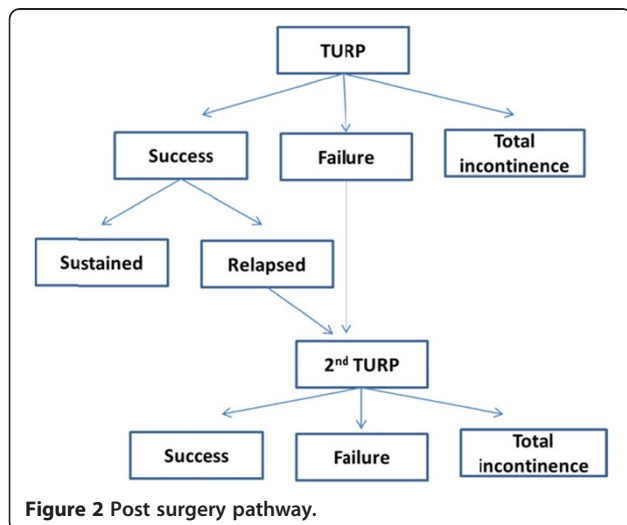 TURP
Success
Failure
Total
incontinence
Sustained
Relapsed
2nd TURP
Success
Failure
Total
incontinence
Figure 2 Post surgery pathway.